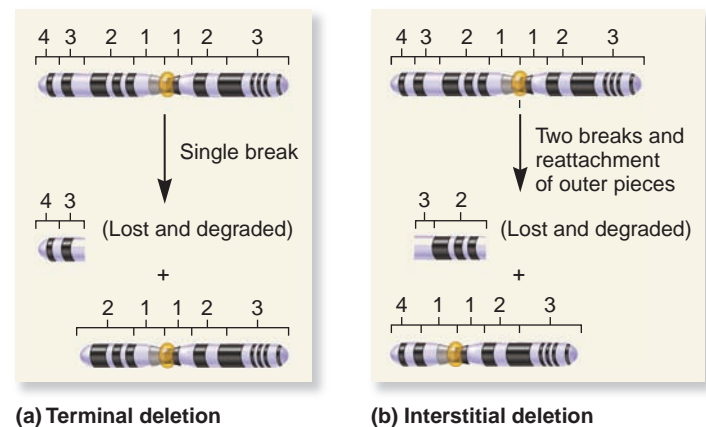 4 3 2 1 1 2 3
Single break
4 3
(Lost and degraded)
+
2 1 1 2 3
(a) Terminal deletion
4 3 2 1 1 2 3
Two breaks and
reattachment
of outer pieces
3 2
(Lost and degraded)
+
4 1 1 2 3
(b) Interstitial deletion